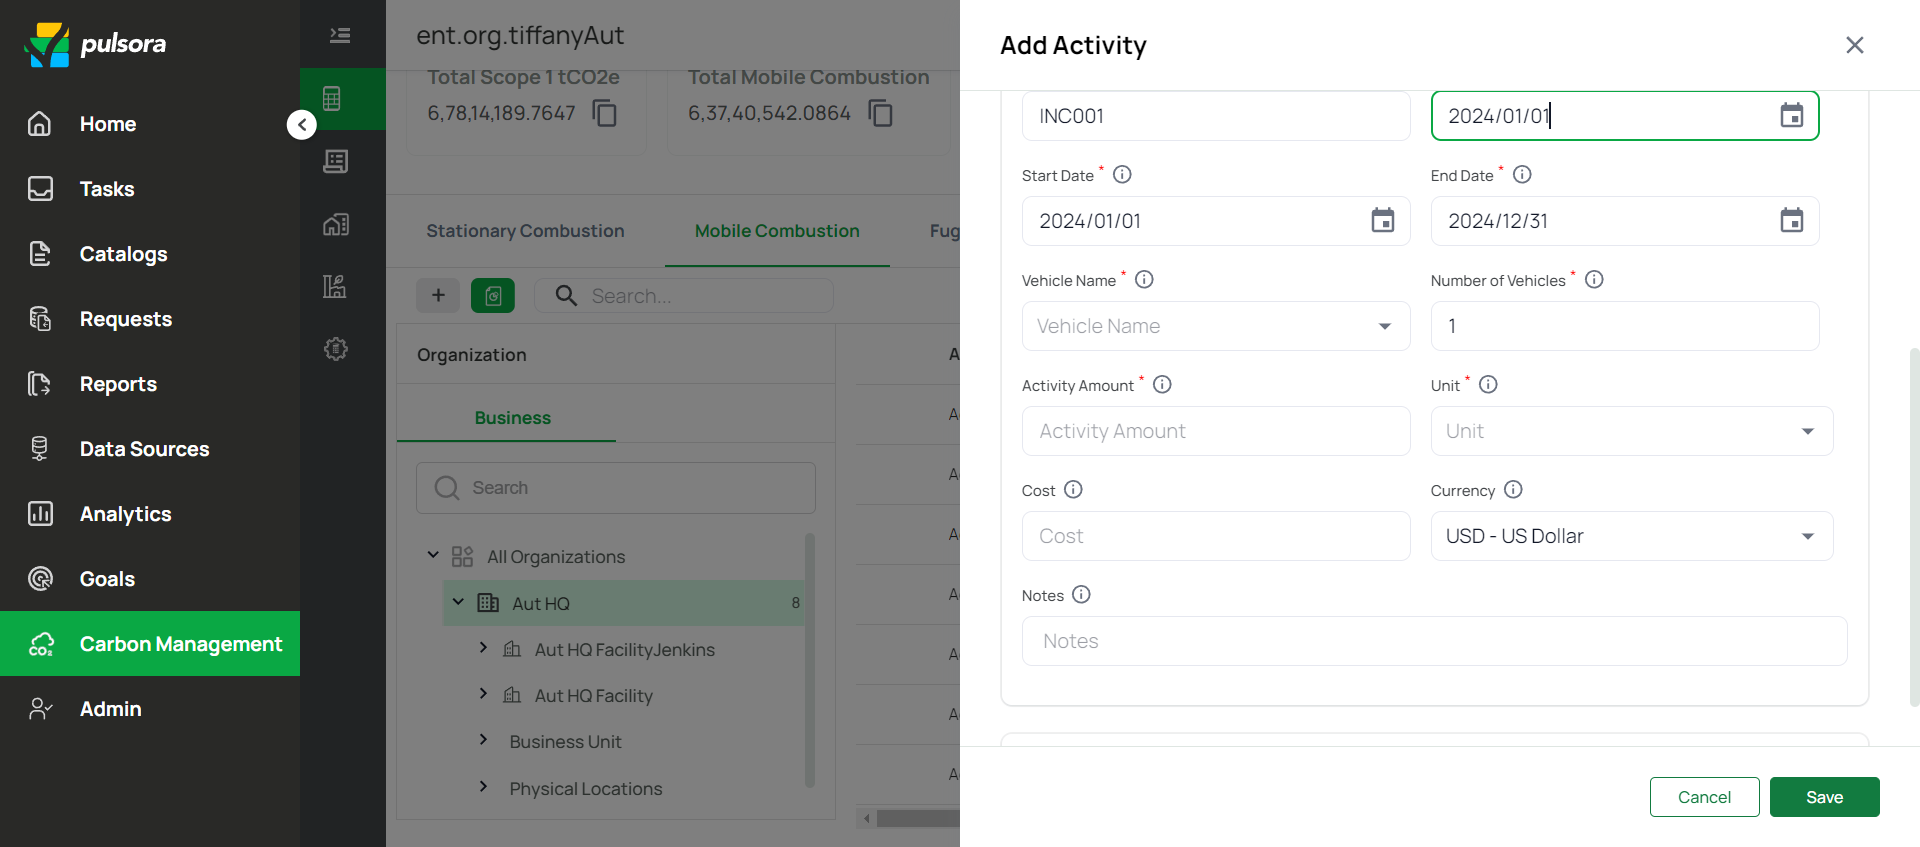 pulsora
Home
Tasks
Catalogs
Requests
Reports
Data Sources
Analytics
Goals
CO₂ Carbon Management
Admin
ent.org.tiffanyAut
Total Scope 1 tCO2e
6,78,14,189.7647
Total Mobile Combustion
6,37,40,542.0864
Stationary Combustion
Mobile Combustion
Fug
+
Search...
Organization
Business
Search
All Organizations
Aut HQ 8
Aut HQ FacilityJenkins
Aut HQ Facility
Business Unit
Physical Locations
A
A
A
A
A
A
A
A
Add Activity
INC001
2024/01/01
Start Date *
2024/01/01
End Date *
2024/12/31
Vehicle Name *
Vehicle Name
Number of Vehicles *
1
Activity Amount *
Activity Amount
Unit *
Unit
Cost
Cost
Currency
USD - US Dollar
Notes
Notes
Cancel
Save